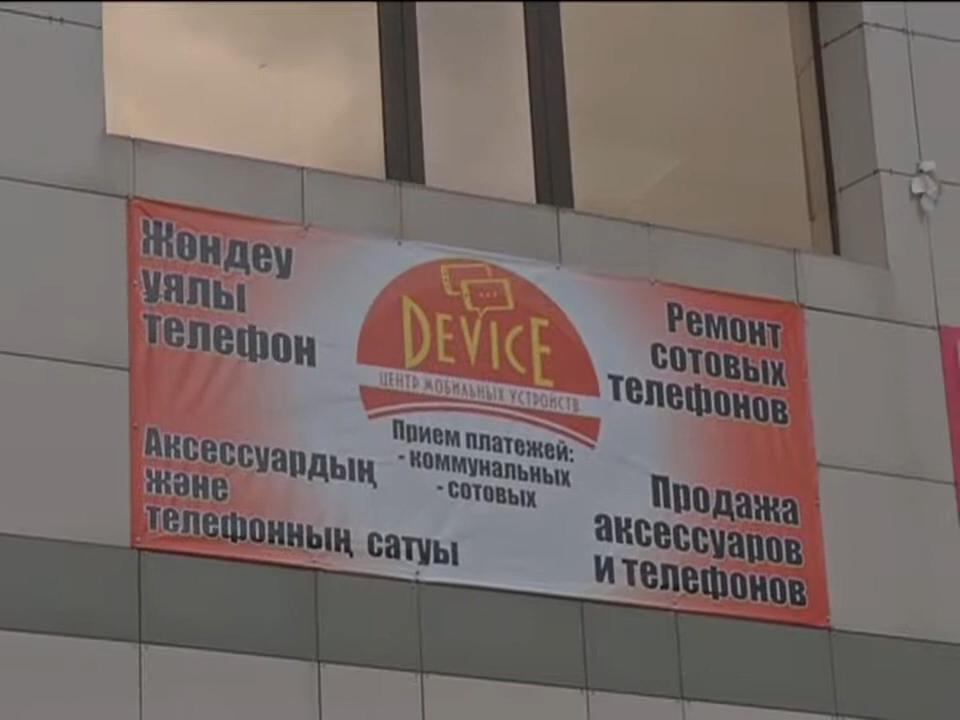 Жөндеу
уялы
телефон
DEVICE
ЦЕНТР МОБИЛЬНЫХ УСТРОЙСТВ
Ремонт
сотовых
телефонов
Прием платежей:
- коммунальных
- сотовых
Аксессуардың
және
телефонның сатуы
Продажа
аксессуаров
и телефонов